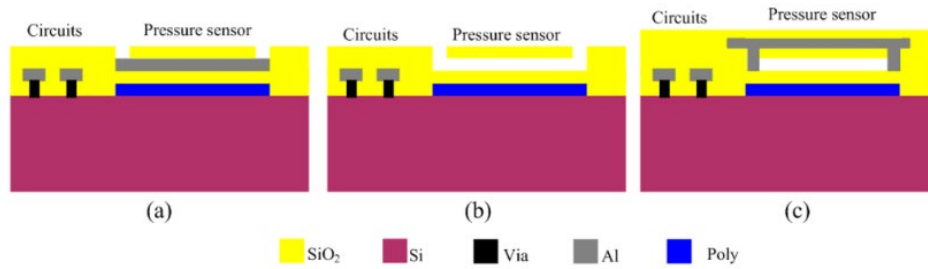 Circuits Pressure sensor
Circuits Pressure sensor
Circuits Pressure sensor
(a) (b) (c)
SiO₂ Si Via Al Poly